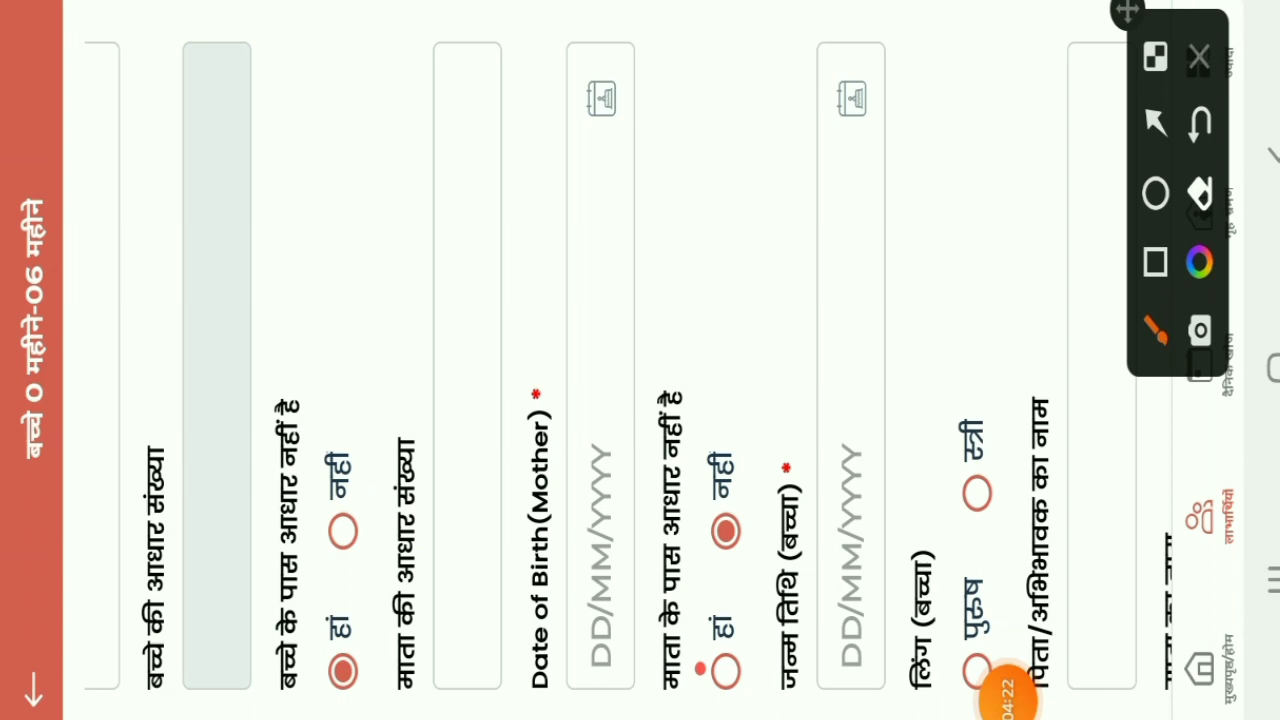 बच्चे 0 महीने-06 महीने
बच्चे की आधार संख्या
बच्चे के पास आधार नहीं है
हां नहीं
माता की आधार संख्या
Date of Birth(Mother) *
DD/MM/YYYY
माता के पास आधार नहीं है
हां नहीं
जन्म तिथि (बच्चा) *
DD/MM/YYYY
लिंग (बच्चा)
पुरुष स्त्री
पिता/अभिभावक का नाम
मुख्यपृष्ठ/होम लाभार्थियों
04:22